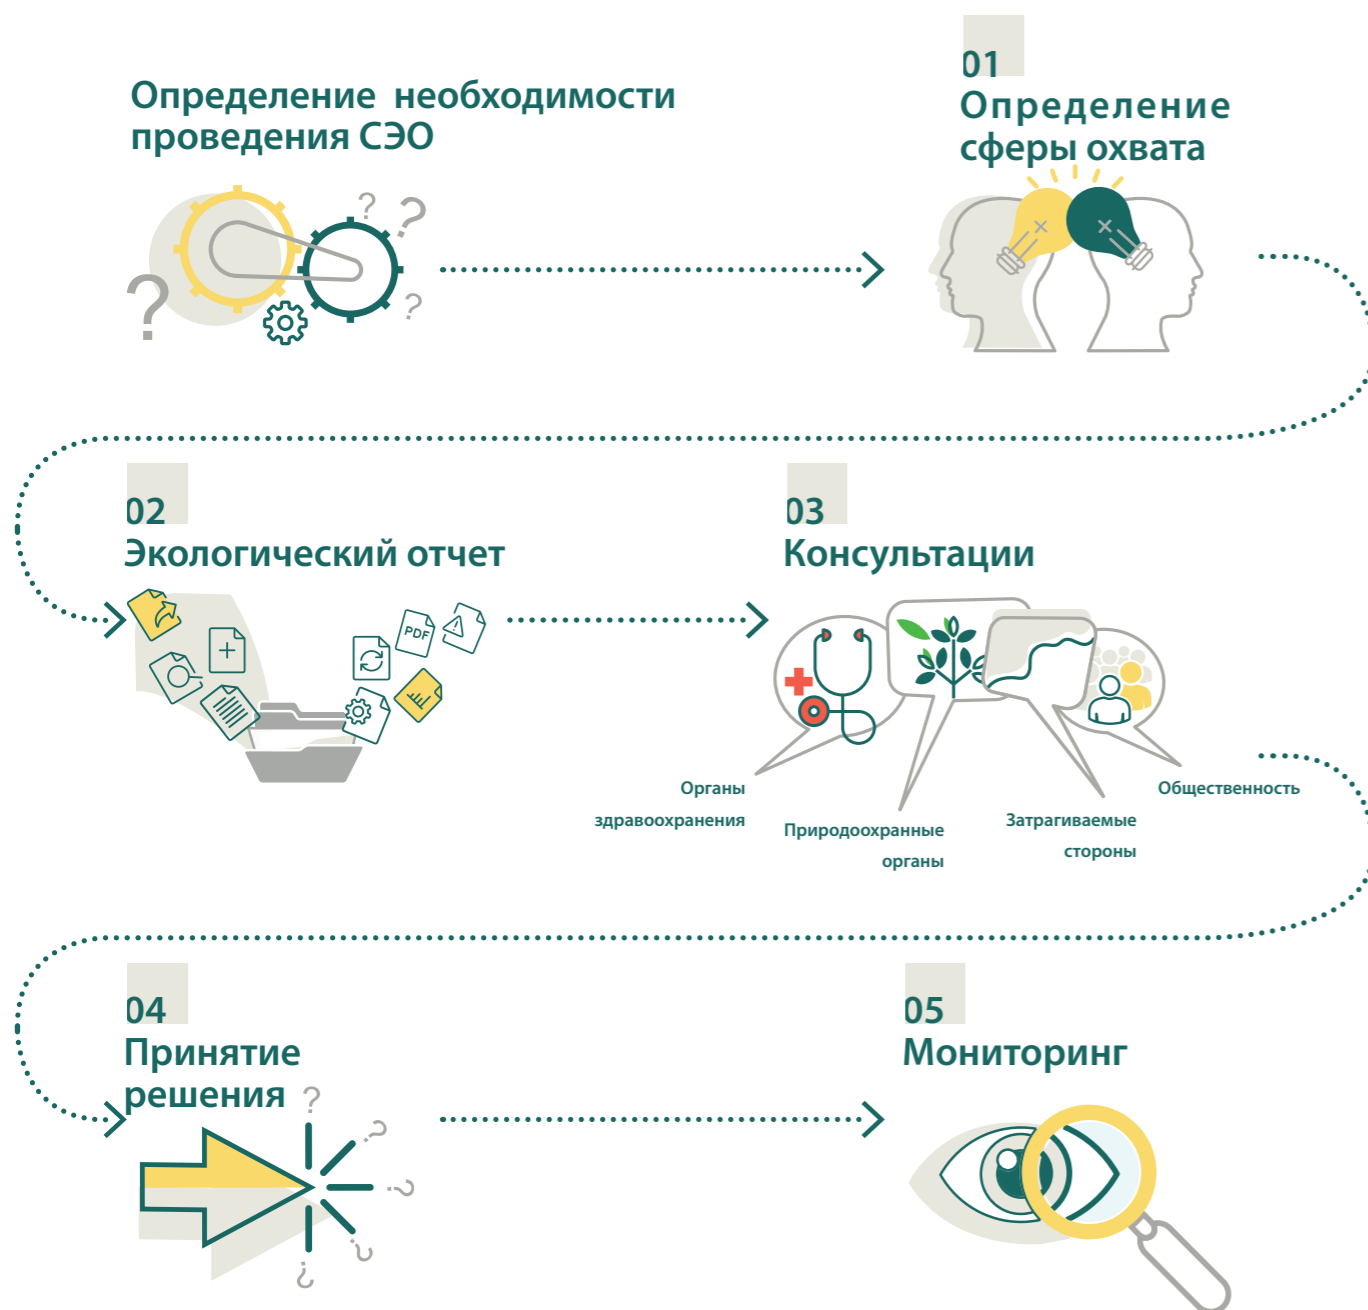 Определение необходимости
проведения СЭО
?
?
?
?
01
Определение
сферы охвата
02
Экологический отчет
PDF
03
Консультации
Органы
здравоохранения
Природоохранные
органы
Затрагиваемые
стороны
Общественность
04
Принятие
решения
?
?
?
?
?
05
Мониторинг